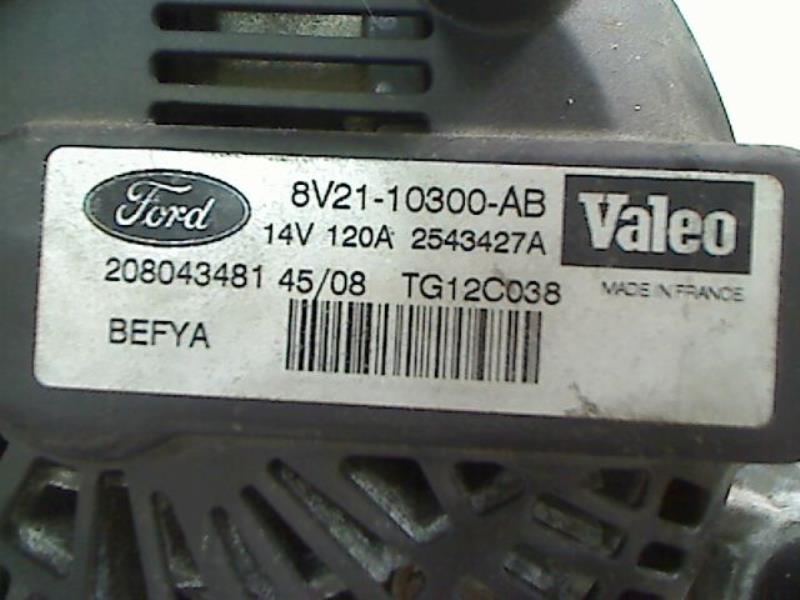 Ford 8V21-10300-AB Valeo
14V 120A 2543427A
208043481 45/08 TG12C038 MADE IN FRANCE
BEFYA